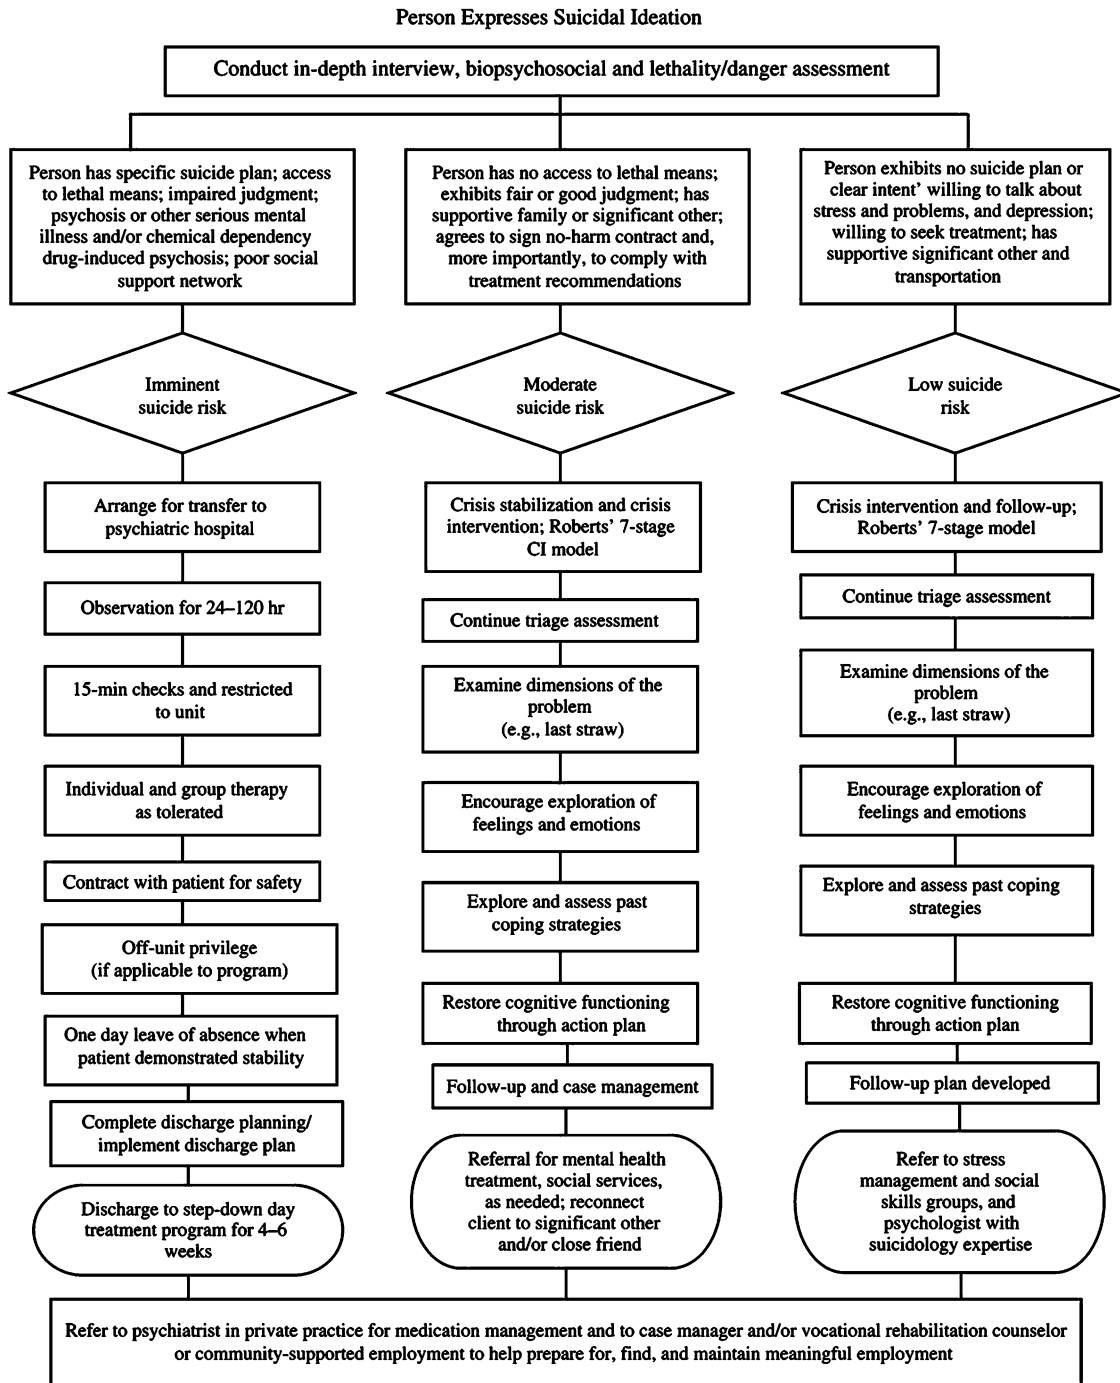 Person Expresses Suicidal Ideation
Conduct in-depth interview, biopsychosocial and lethality/danger assessment
Person has specific suicide plan; access
to lethal means; impaired judgment;
psychosis or other serious mental
illness and/or chemical dependency
drug-induced psychosis; poor social
support network
Imminent
suicide risk
Arrange for transfer to
psychiatric hospital
Observation for 24–120 hr
15-min checks and restricted
to unit
Individual and group therapy
as tolerated
Contract with patient for safety
Off-unit privilege
(if applicable to program)
One day leave of absence when
patient demonstrated stability
Complete discharge planning/
implement discharge plan
Discharge to step-down day
treatment program for 4–6
weeks
Person has no access to lethal means;
exhibits fair or good judgment; has
supportive family or significant other;
agrees to sign no-harm contract and,
more importantly, to comply with
treatment recommendations
Moderate
suicide risk
Crisis stabilization and crisis
intervention; Roberts’ 7-stage
CI model
Continue triage assessment
Examine dimensions of the
problem
(e.g., last straw)
Encourage exploration of
feelings and emotions
Explore and assess past
coping strategies
Restore cognitive functioning
through action plan
Follow-up and case management
Referral for mental health
treatment, social services,
as needed; reconnect
client to significant other
and/or close friend
Person exhibits no suicide plan or
clear intent’ willing to talk about
stress and problems, and depression;
willing to seek treatment; has
supportive significant other and
transportation
Low suicide
risk
Crisis intervention and follow-up;
Roberts’ 7-stage model
Continue triage assessment
Examine dimensions of the
problem
(e.g., last straw)
Encourage exploration of
feelings and emotions
Explore and assess past coping
strategies
Restore cognitive functioning
through action plan
Follow-up plan developed
Refer to stress
management and social
skills groups, and
psychologist with
suicidology expertise
Refer to psychiatrist in private practice for medication management and to case manager and/or vocational rehabilitation counselor
or community-supported employment to help prepare for, find, and maintain meaningful employment